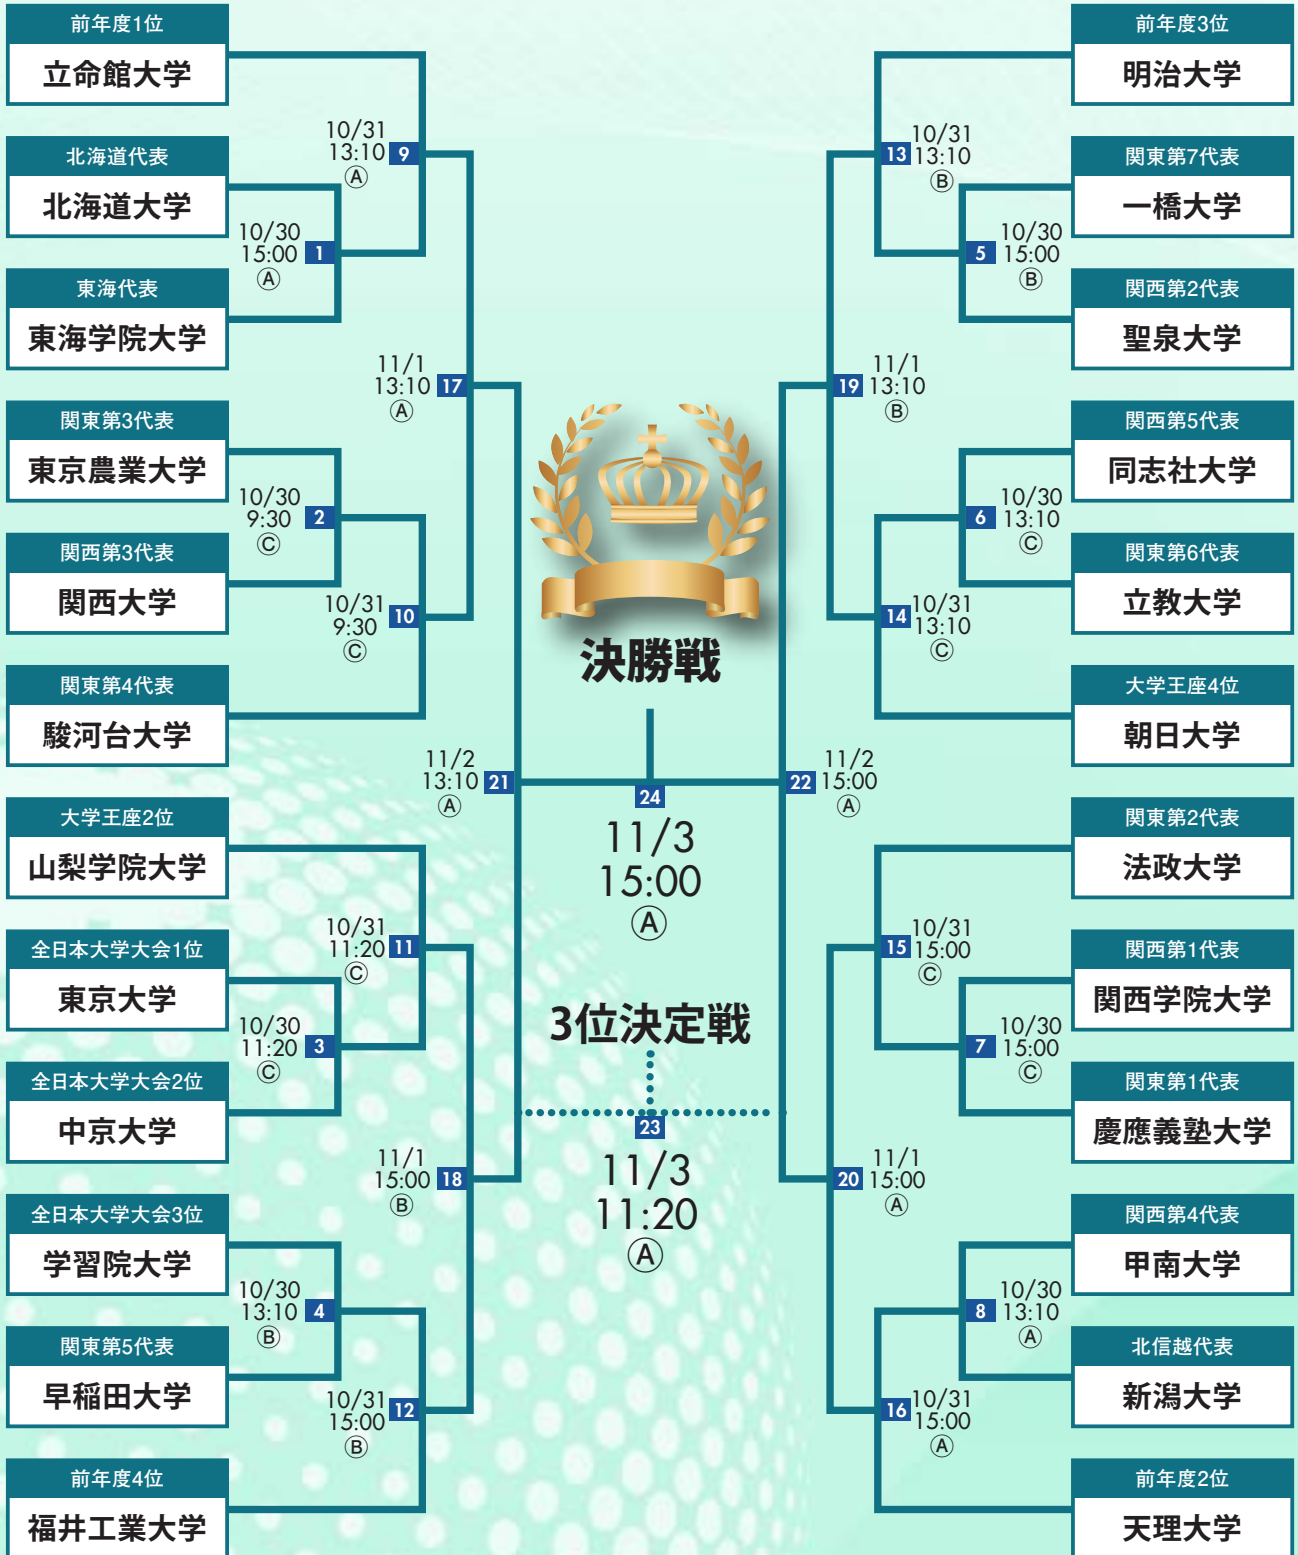 前年度1位
立命館大学
北海道代表
北海道大学
東海代表
東海学院大学
関東第3代表
東京農業大学
関西第3代表
関西大学
関東第4代表
駿河台大学
大学王座2位
山梨学院大学
全日本大学大会1位
東京大学
全日本大学大会2位
中京大学
全日本大学大会3位
学習院大学
関東第5代表
早稲田大学
前年度4位
福井工業大学
10/30
15:00 1
Ⓐ
10/30
9:30 2
Ⓒ
10/30
11:20 3
Ⓒ
10/30
13:10 4
Ⓑ
10/31
13:10 9
Ⓐ
10/31
9:30 10
Ⓒ
10/31
11:20 11
Ⓒ
10/31
15:00 12
Ⓑ
11/1
13:10 17
Ⓐ
11/1
15:00 18
Ⓑ
11/2
13:10 21
Ⓐ
決勝戦
24
11/3
15:00
Ⓐ
3位決定戦
23
11/3
11:20
Ⓐ
11/2
22 15:00
Ⓐ
11/1
19 13:10
Ⓑ
11/1
20 15:00
Ⓐ
10/31
13 13:10
Ⓑ
10/31
14 13:10
Ⓒ
10/31
15 15:00
Ⓒ
10/31
16 15:00
Ⓐ
10/30
5 15:00
Ⓑ
10/30
6 13:10
Ⓒ
10/30
7 15:00
Ⓒ
10/30
8 13:10
Ⓐ
前年度3位
明治大学
関東第7代表
一橋大学
関西第2代表
聖泉大学
関西第5代表
同志社大学
関東第6代表
立教大学
大学王座4位
朝日大学
関東第2代表
法政大学
関西第1代表
関西学院大学
関東第1代表
慶應義塾大学
関西第4代表
甲南大学
北信越代表
新潟大学
前年度2位
天理大学